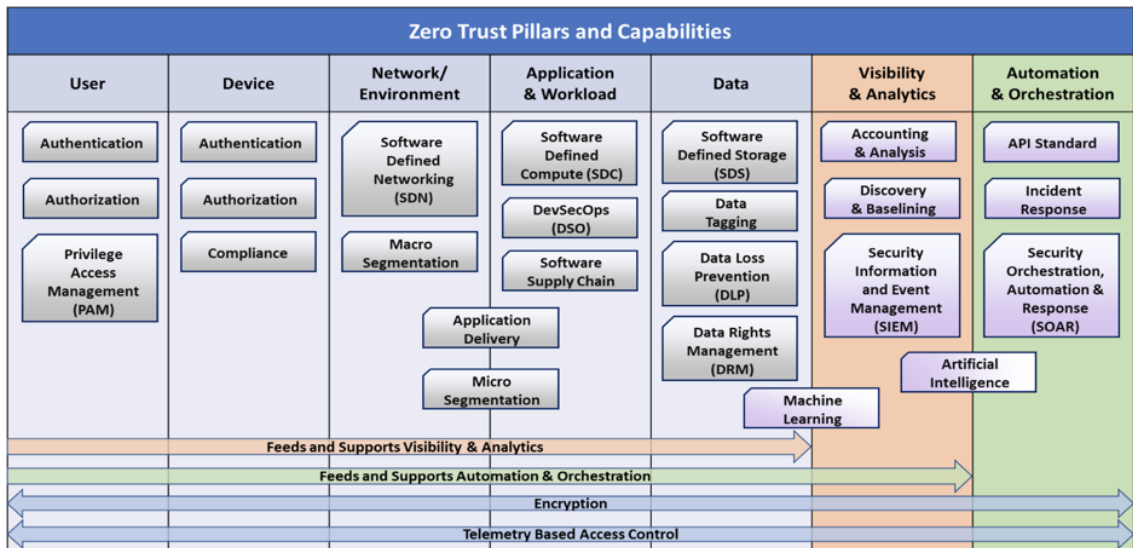 Zero Trust Pillars and Capabilities
User
Device
Network/
Environment
Application
& Workload
Data
Visibility
& Analytics
Automation
& Orchestration
Authentication
Authorization
Privilege
Access
Management
(PAM)
Authentication
Authorization
Compliance
Software
Defined
Networking
(SDN)
Macro
Segmentation
Application
Delivery
Micro
Segmentation
Software
Defined
Compute (SDC)
DevSecOps
(DSO)
Software
Supply Chain
Software
Defined Storage
(SDS)
Data
Tagging
Data Loss
Prevention
(DLP)
Data Rights
Management
(DRM)
Machine
Learning
Accounting
& Analysis
Discovery
& Baselining
Security
Information
and Event
Management
(SIEM)
Artificial
Intelligence
API Standard
Incident
Response
Security
Orchestration,
Automation &
Response
(SOAR)
Feeds and Supports Visibility & Analytics
Feeds and Supports Automation & Orchestration
Encryption
Telemetry Based Access Control